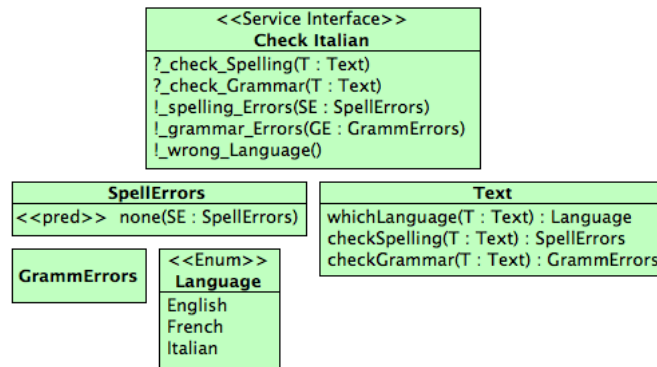 <<Service Interface>>
Check Italian
?_check_Spelling(T : Text)
?_check_Grammar(T : Text)
!_spelling_Errors(SE : SpellErrors)
!_grammar_Errors(GE : GrammErrors)
!_wrong_Language()
SpellErrors
<<pred>> none(SE : SpellErrors)
Text
whichLanguage(T : Text) : Language
checkSpelling(T : Text) : SpellErrors
checkGrammar(T : Text) : GrammErrors
GrammErrors
<<Enum>>
Language
English
French
Italian